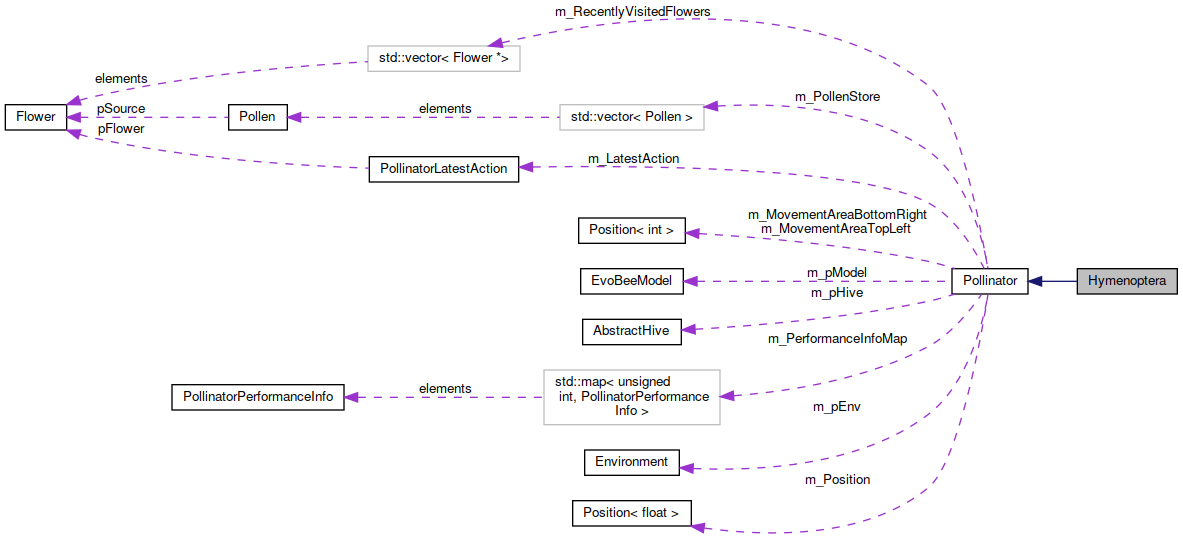 m_RecentlyVisitedFlowers
std::vector< Flower *>
elements
m_PollenStore
Flower
pSource
Pollen
elements
std::vector< Pollen >
pFlower
m_LatestAction
PollinatorLatestAction
m_MovementAreaBottomRight
m_MovementAreaTopLeft
Position< int >
m_pModel
EvoBeeModel
Pollinator
Hymenoptera
m_pHive
AbstractHive
m_PerformanceInfoMap
std::map< unsigned
int, PollinatorPerformance
Info >
elements
PollinatorPerformanceInfo
m_pEnv
Environment
m_Position
Position< float >